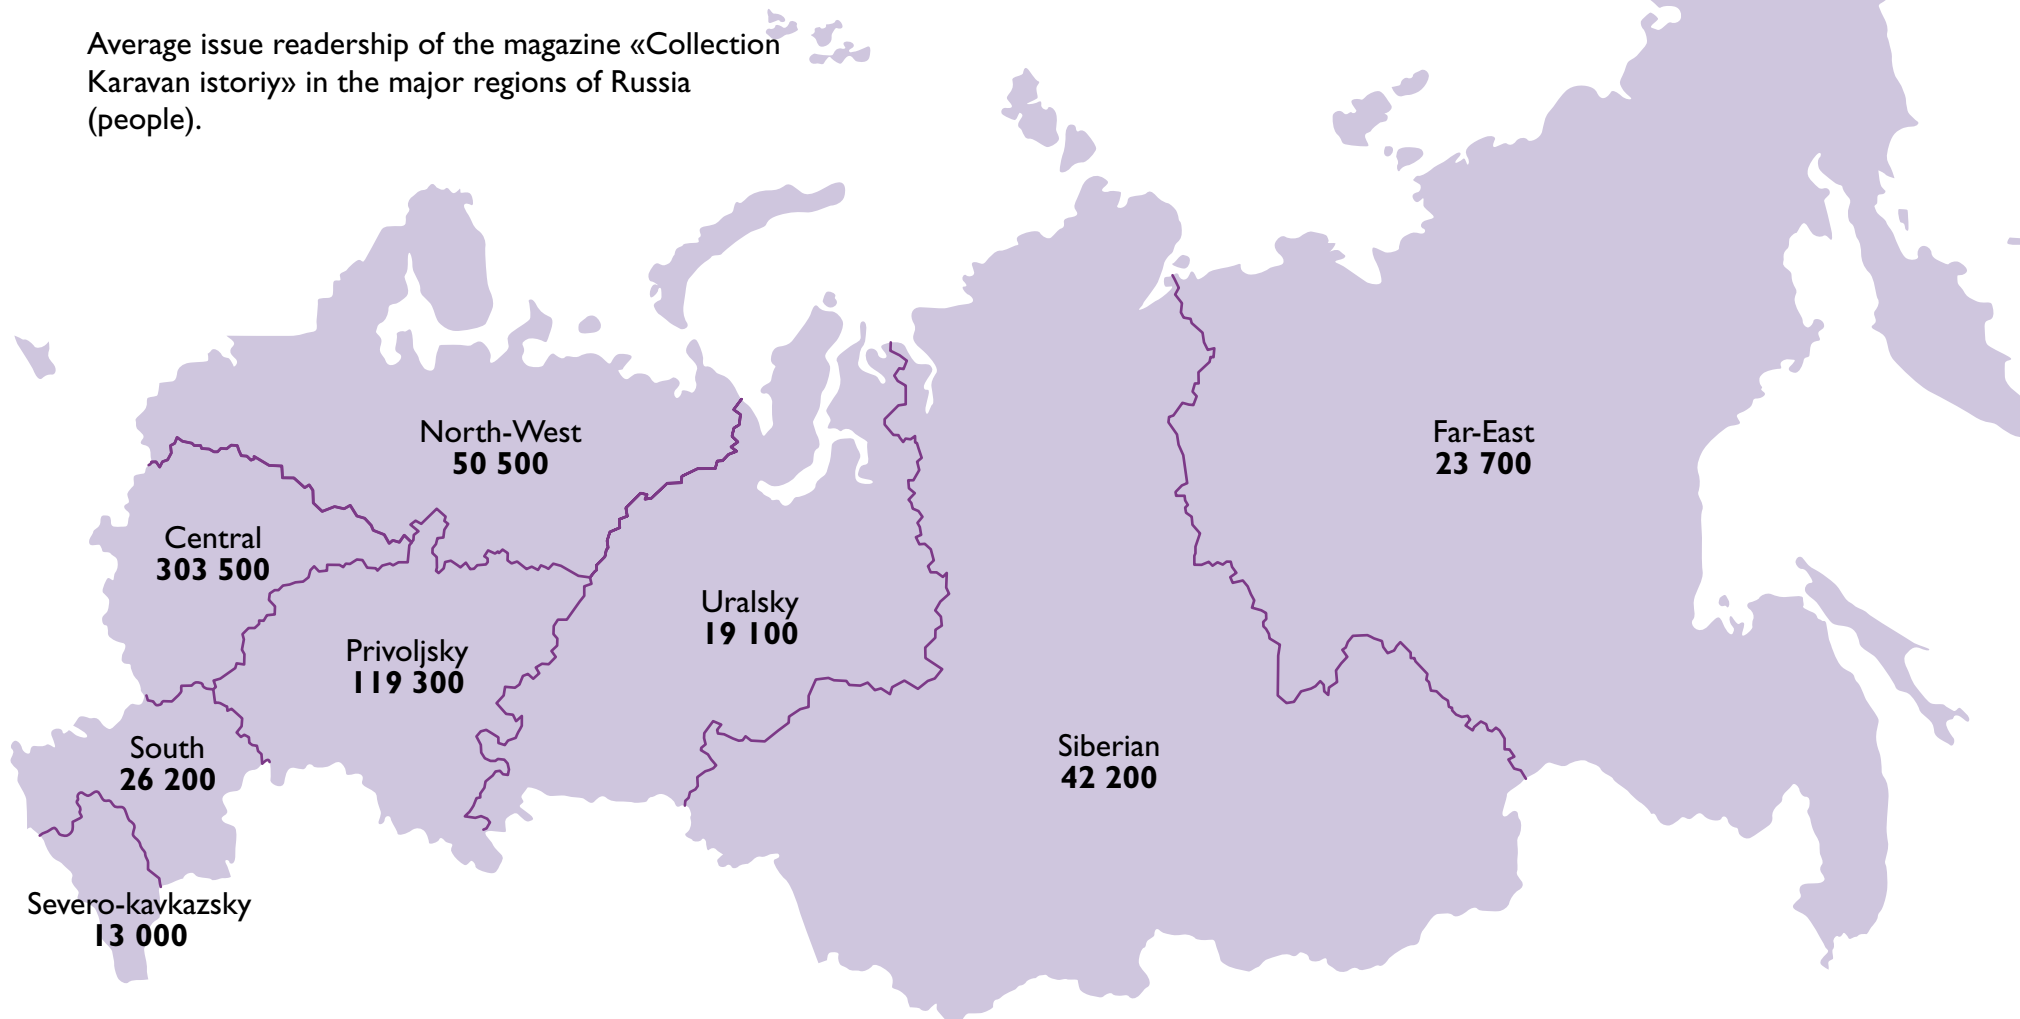 Average issue readership of the magazine «Collection
Karavan istoriy» in the major regions of Russia
(people).
North-West
50 500
Far-East
23 700
Central
303 500
Uralsky
19 100
Privoljsky
119 300
South
26 200
Siberian
42 200
Severo-kavkazsky
13 000